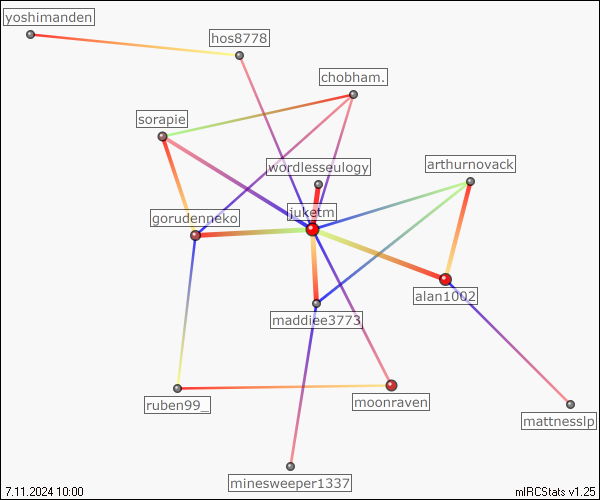 yoshimanden
hos8778
chobham.
sorapie
wordlesseulogy
arthurnovack
gorudenneko
juketm
alan1002
maddiee3773
ruben99_
moonraven
mattnesslp
minesweeper1337
7.11.2024 10:00
mIRCStats v1.25